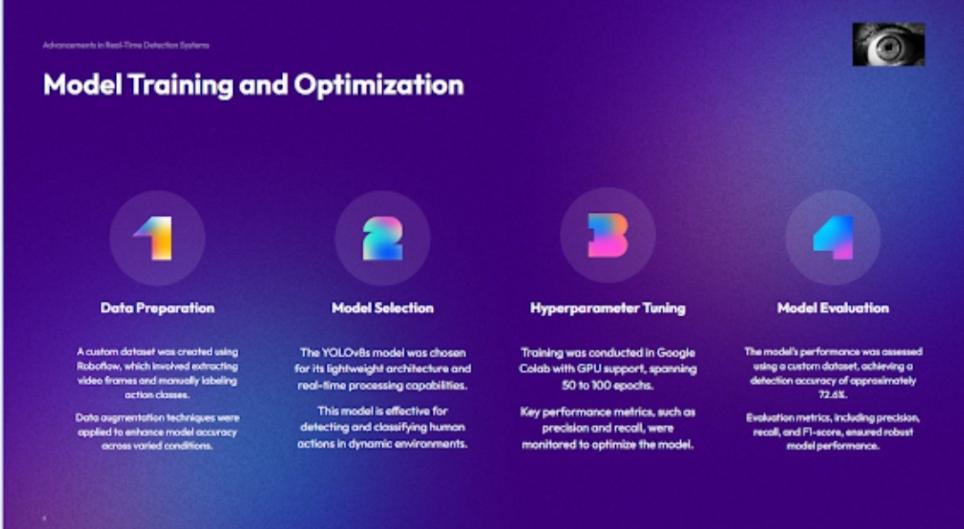 Advancements in Real-Time Detection Systems
Model Training and Optimization
1
Data Preparation
A custom dataset was created using
Roboflow, which involved extracting
video frames and manually labeling
action classes.
Data augmentation techniques were
applied to enhance model accuracy
across varied conditions.
2
Model Selection
The YOLOv8s model was chosen
for its lightweight architecture and
real-time processing capabilities.
This model is effective for
detecting and classifying human
actions in dynamic environments.
3
Hyperparameter Tuning
Training was conducted in Google
Colab with GPU support, spanning
50 to 100 epochs.
Key performance metrics, such as
precision and recall, were
monitored to optimize the model.
4
Model Evaluation
The model's performance was assessed
using a custom dataset, achieving a
detection accuracy of approximately
72.6%.
Evaluation metrics, including precision,
recall, and F1-score, ensured robust
model performance.